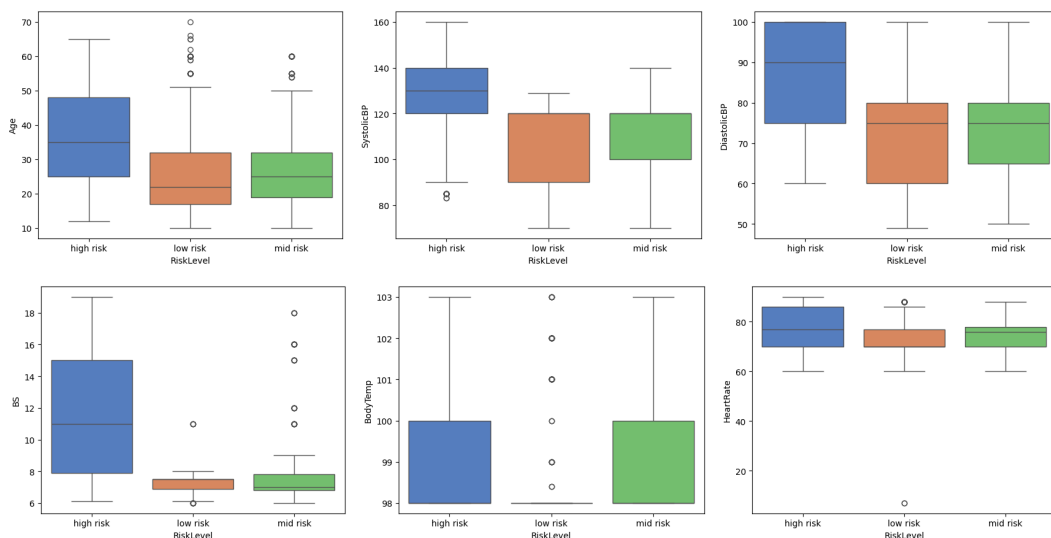 Age
70
60
50
40
30
20
10
high risk
low risk
mid risk
RiskLevel
SystolicBP
160
140
120
100
80
high risk
low risk
mid risk
RiskLevel
DiastolicBP
100
90
80
70
60
50
high risk
low risk
mid risk
RiskLevel
BS
18
16
14
12
10
8
6
high risk
low risk
mid risk
RiskLevel
BodyTemp
103
102
101
100
99
98
high risk
low risk
mid risk
RiskLevel
HeartRate
80
60
40
20
high risk
low risk
mid risk
RiskLevel